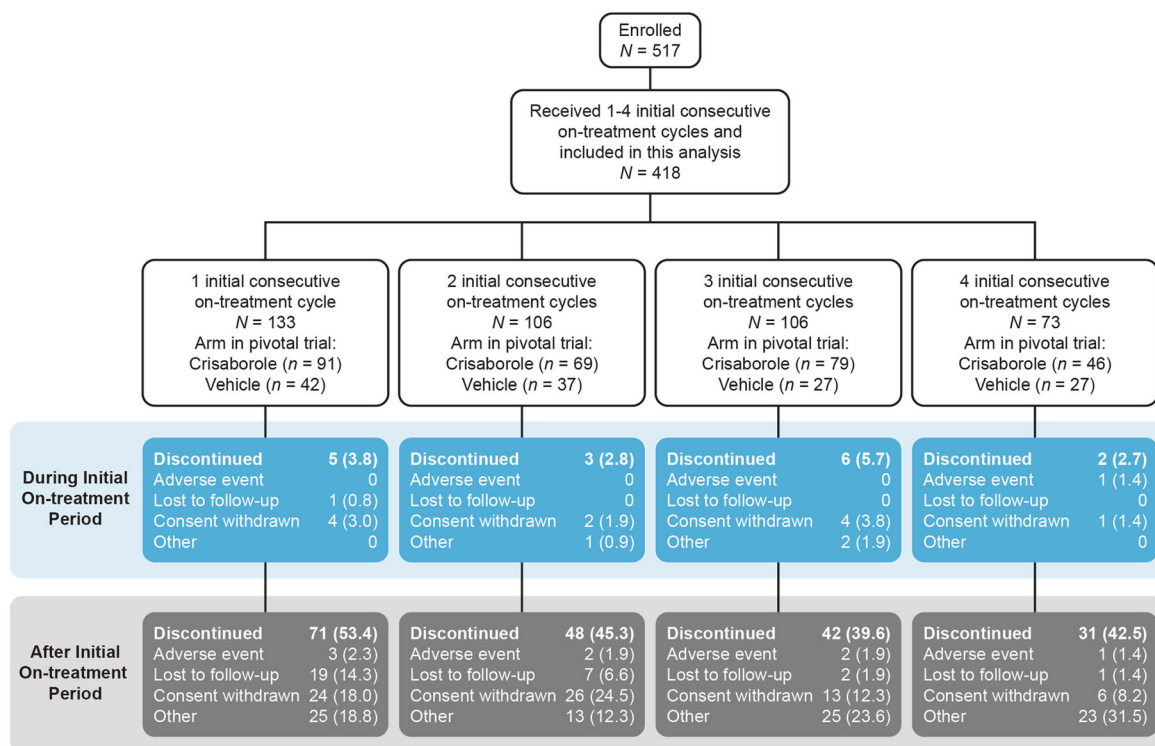 Enrolled
N = 517
Received 1-4 initial consecutive
on-treatment cycles and
included in this analysis
N = 418
1 initial consecutive
on-treatment cycle
N = 133
Arm in pivotal trial:
Crisaborole (n = 91)
Vehicle (n = 42)
2 initial consecutive
on-treatment cycles
N = 106
Arm in pivotal trial:
Crisaborole (n = 69)
Vehicle (n = 37)
3 initial consecutive
on-treatment cycles
N = 106
Arm in pivotal trial:
Crisaborole (n = 79)
Vehicle (n = 27)
4 initial consecutive
on-treatment cycles
N = 73
Arm in pivotal trial:
Crisaborole (n = 46)
Vehicle (n = 27)
During Initial
On-treatment
Period
Discontinued 5 (3.8)
Adverse event 0
Lost to follow-up 1 (0.8)
Consent withdrawn 4 (3.0)
Other 0
Discontinued 3 (2.8)
Adverse event 0
Lost to follow-up 0
Consent withdrawn 2 (1.9)
Other 1 (0.9)
Discontinued 6 (5.7)
Adverse event 0
Lost to follow-up 0
Consent withdrawn 4 (3.8)
Other 2 (1.9)
Discontinued 2 (2.7)
Adverse event 1 (1.4)
Lost to follow-up 0
Consent withdrawn 1 (1.4)
Other 0
After Initial
On-treatment
Period
Discontinued 71 (53.4)
Adverse event 3 (2.3)
Lost to follow-up 19 (14.3)
Consent withdrawn 24 (18.0)
Other 25 (18.8)
Discontinued 48 (45.3)
Adverse event 2 (1.9)
Lost to follow-up 7 (6.6)
Consent withdrawn 26 (24.5)
Other 13 (12.3)
Discontinued 42 (39.6)
Adverse event 2 (1.9)
Lost to follow-up 2 (1.9)
Consent withdrawn 13 (12.3)
Other 25 (23.6)
Discontinued 31 (42.5)
Adverse event 1 (1.4)
Lost to follow-up 1 (1.4)
Consent withdrawn 6 (8.2)
Other 23 (31.5)